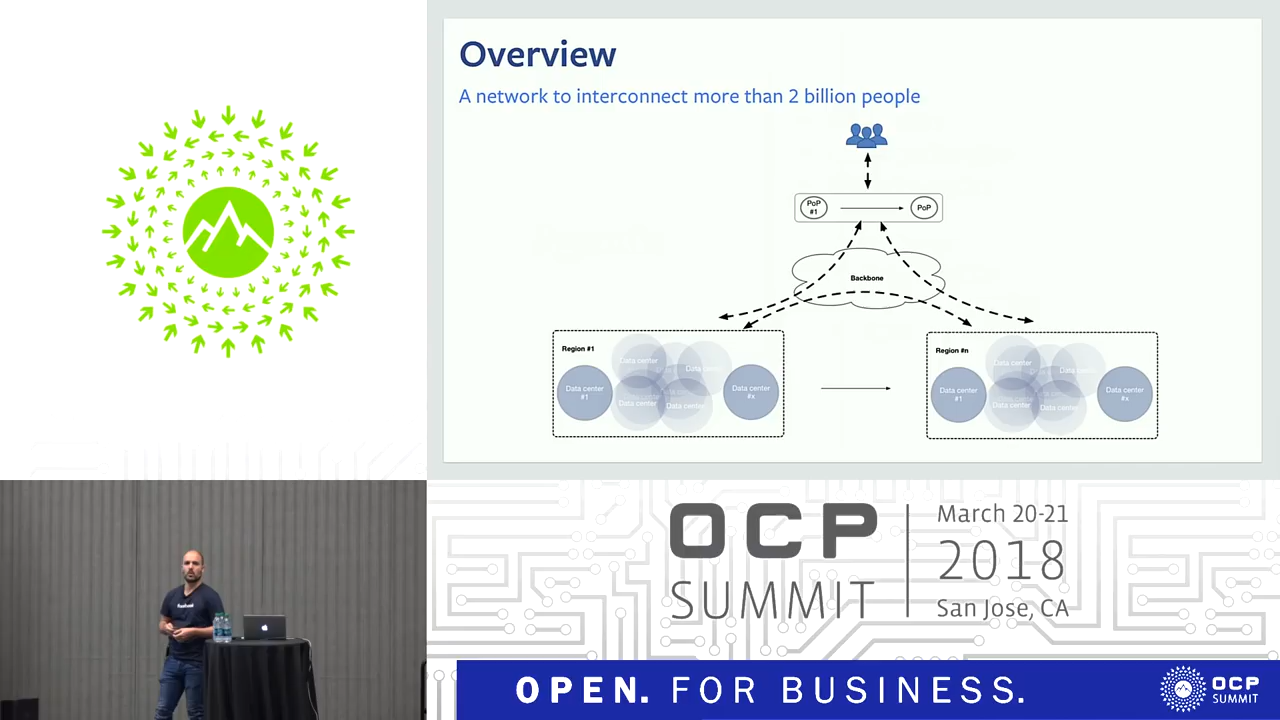 Overview
A network to interconnect more than 2 billion people
PoP
#1
PoP
Backbone
Region #1
Data center
Data center
#1
Data center
Data center
Data center
#x
Region #n
Data center
Data center
#1
Data center
Data center
Data center
#x
OCP
SUMMIT
March 20-21
2018
San Jose, CA
OPEN. FOR BUSINESS.
OCP
SUMMIT